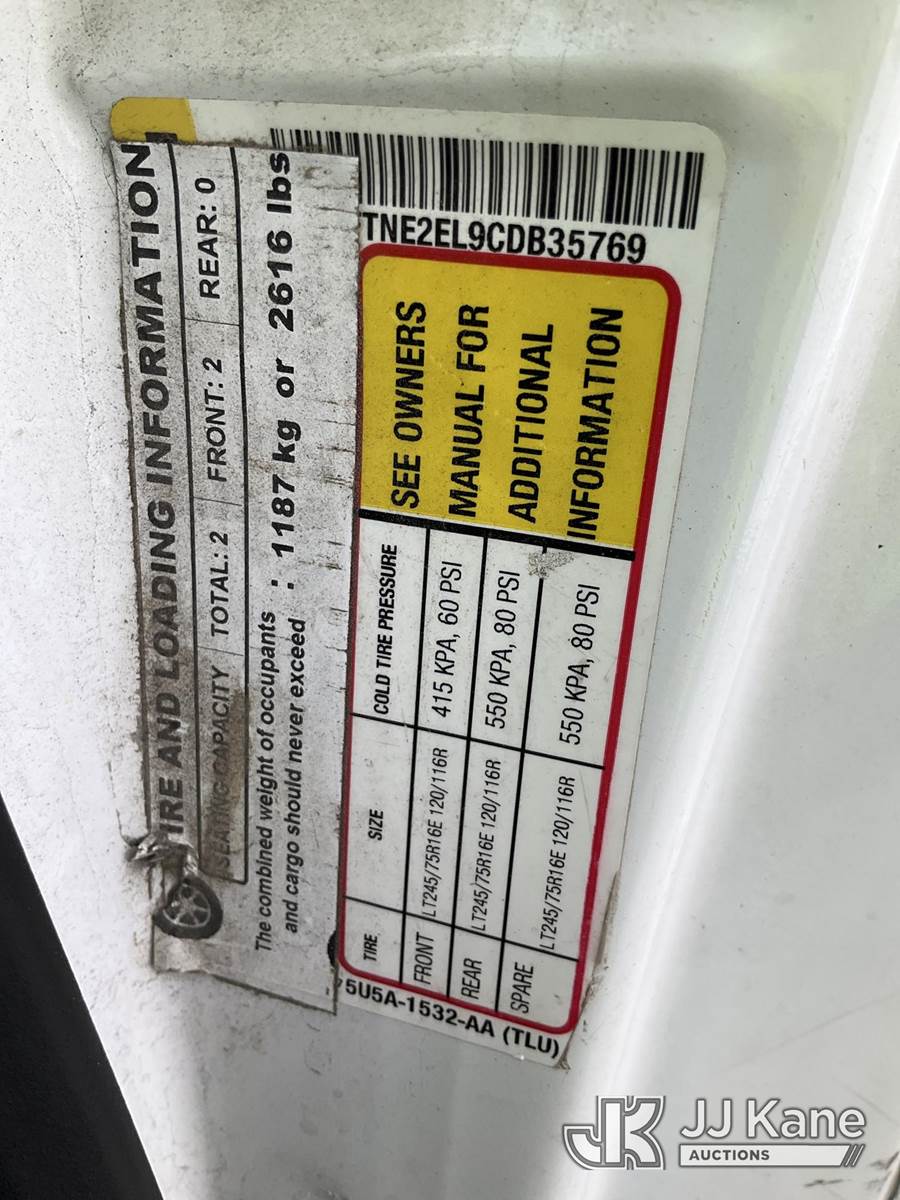 TIRE AND LOADING INFORMATION
SEATING CAPACITY TOTAL: 2 FRONT: 2 REAR: 0
The combined weight of occupants
and cargo should never exceed : 1187 kg or 2616 lbs
TNE2EL9CDB35769
TIRE SIZE COLD TIRE PRESSURE
FRONT LT245/75R16E 120/116R 415 KPA, 60 PSI
REAR LT245/75R16E 120/116R 550 KPA, 80 PSI
SPARE LT245/75R16E 120/116R 550 KPA, 80 PSI
SEE OWNERS
MANUAL FOR
ADDITIONAL
INFORMATION
5U5A-1532-AA (TLU)
JK JJ Kane
AUCTIONS